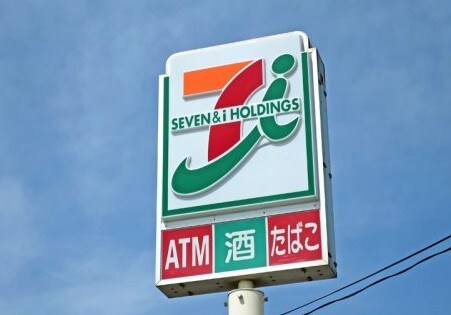 7i
SEVEN & i HOLDINGS
ATM 酒 たばこ